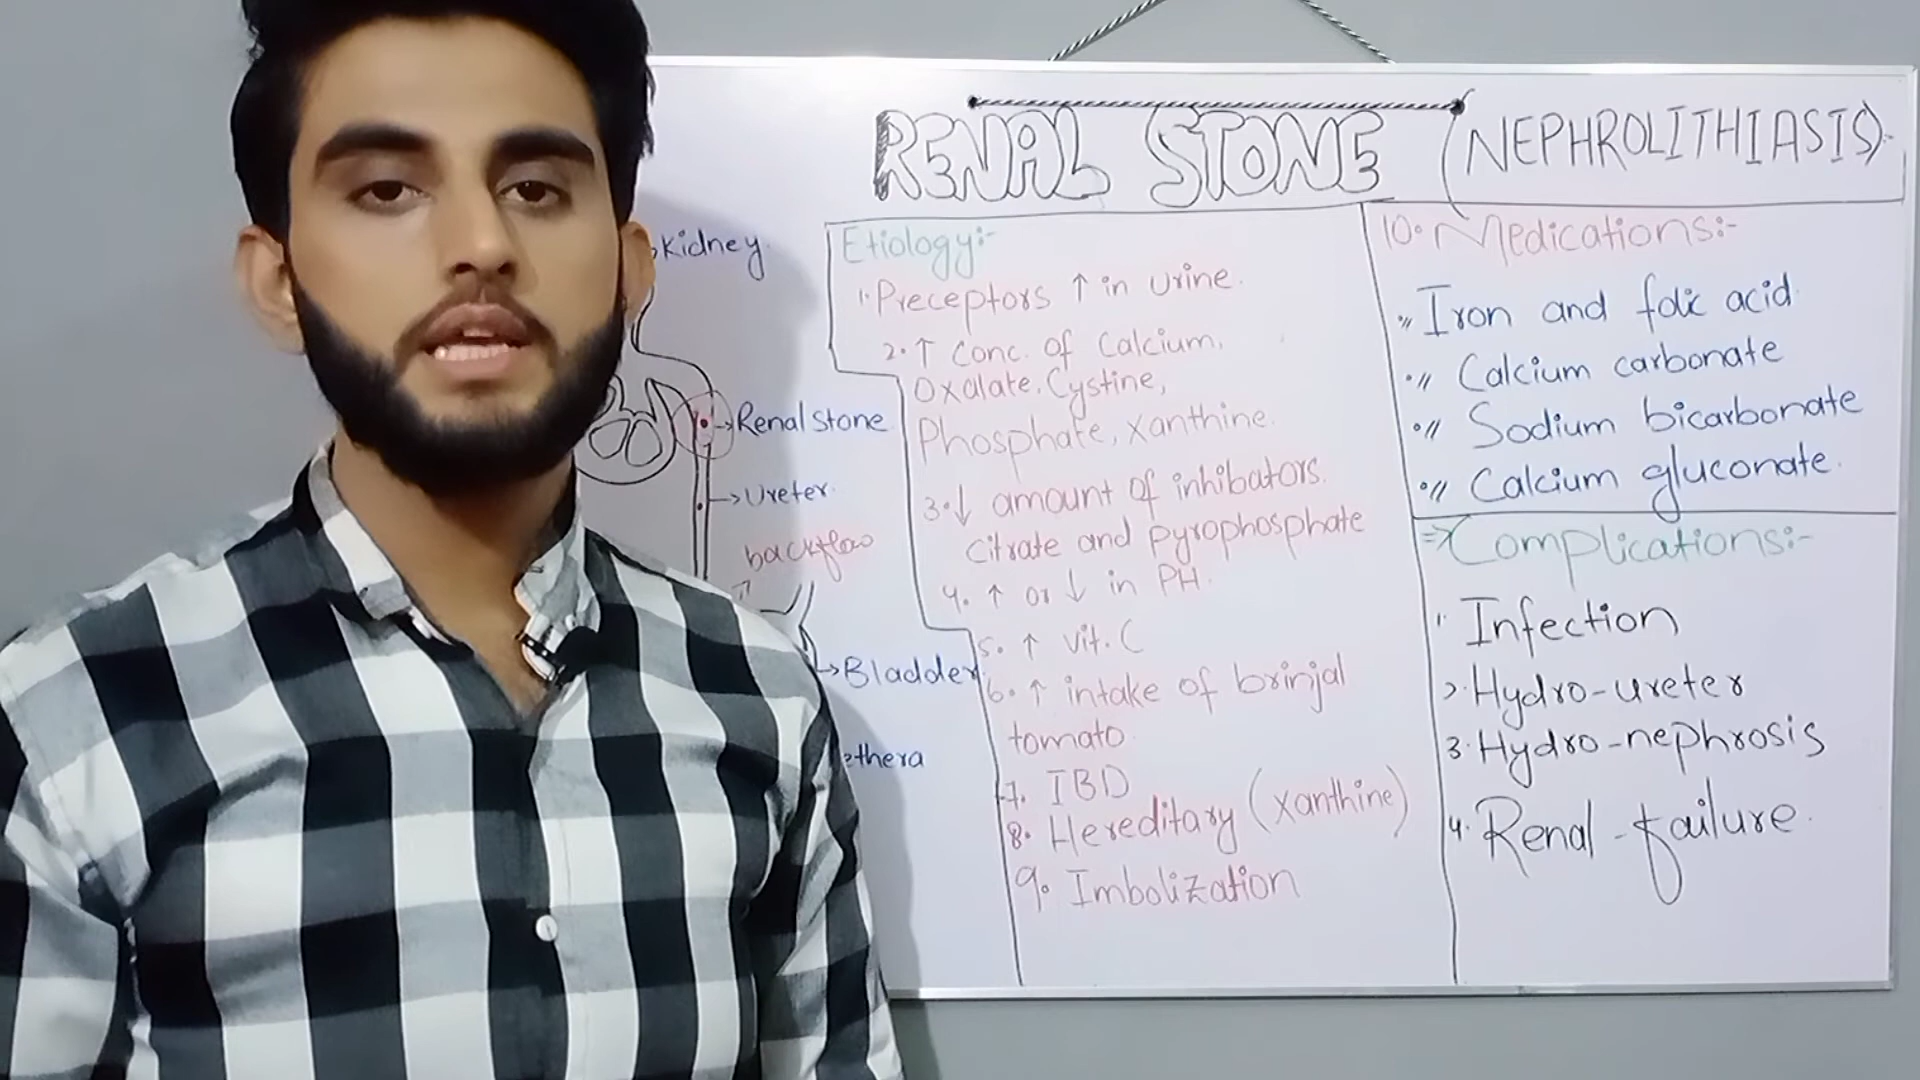 RENAL STONE (NEPHROLITHIASIS)
Kidney
Renal stone
Ureter
backflow
Bladder
thera
Etiology:-
1. Preceptors ↑ in urine.
2. ↑ Conc. of Calcium,
Oxalate, Cystine,
Phosphate, Xanthine.
3. ↓ amount of inhibators.
Citrate and pyrophosphate
4. ↑ or ↓ in PH.
5. ↑ Vit. C
6. ↑ intake of brinjal
tomato
7. IBD
8. Hereditary (Xanthine)
9. Imbolization
10. Medications:-
Iron and folic acid
Calcium carbonate
Sodium bicarbonate
Calcium gluconate.
⇒ Complications:-
1. Infection
2. Hydro-ureter
3. Hydro-nephrosis
4. Renal-failure.